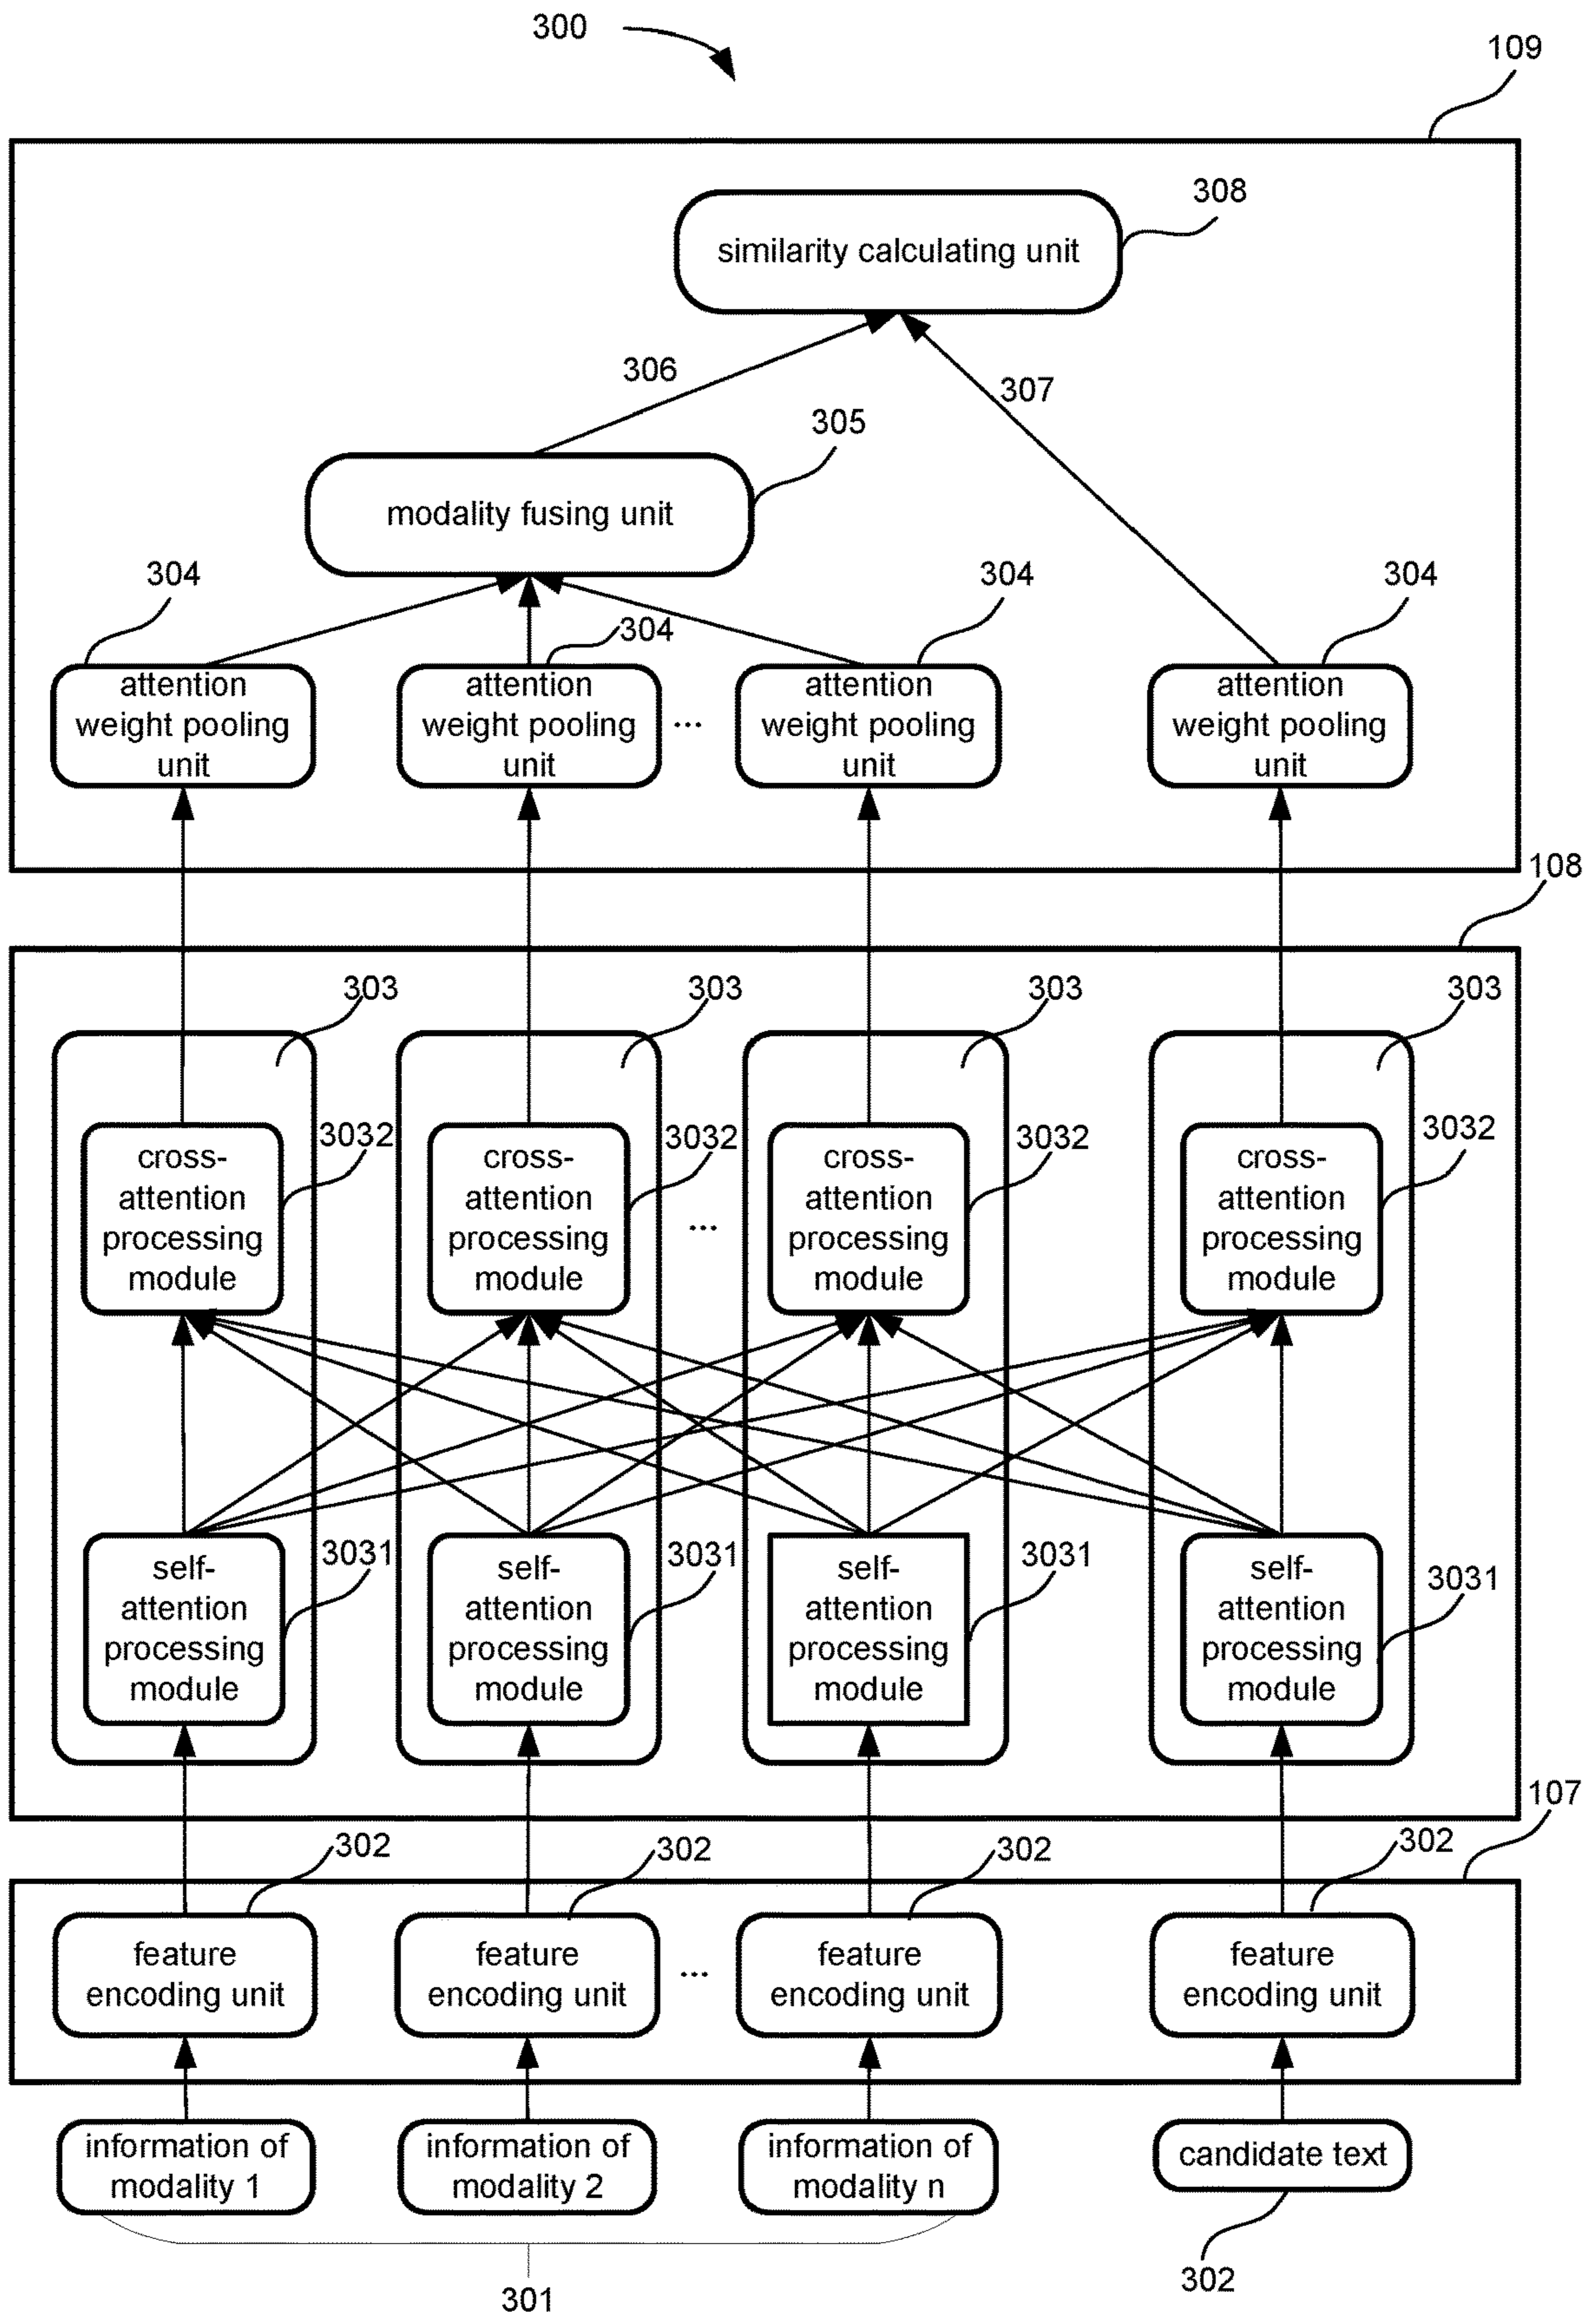 300
109
308
similarity calculating unit
306
307
305
modality fusing unit
304
304
304
304
attention
weight pooling
unit
attention
weight pooling
unit
...
attention
weight pooling
unit
attention
weight pooling
unit
108
303
303
303
303
3032
3032
3032
3032
cross-
attention
processing
module
cross-
attention
processing
module
...
cross-
attention
processing
module
cross-
attention
processing
module
3031
3031
3031
3031
self-
attention
processing
module
self-
attention
processing
module
self-
attention
processing
module
self-
attention
processing
module
107
302
302
302
302
feature
encoding unit
feature
encoding unit
...
feature
encoding unit
feature
encoding unit
information of
modality 1
information of
modality 2
information of
modality n
candidate text
302
301